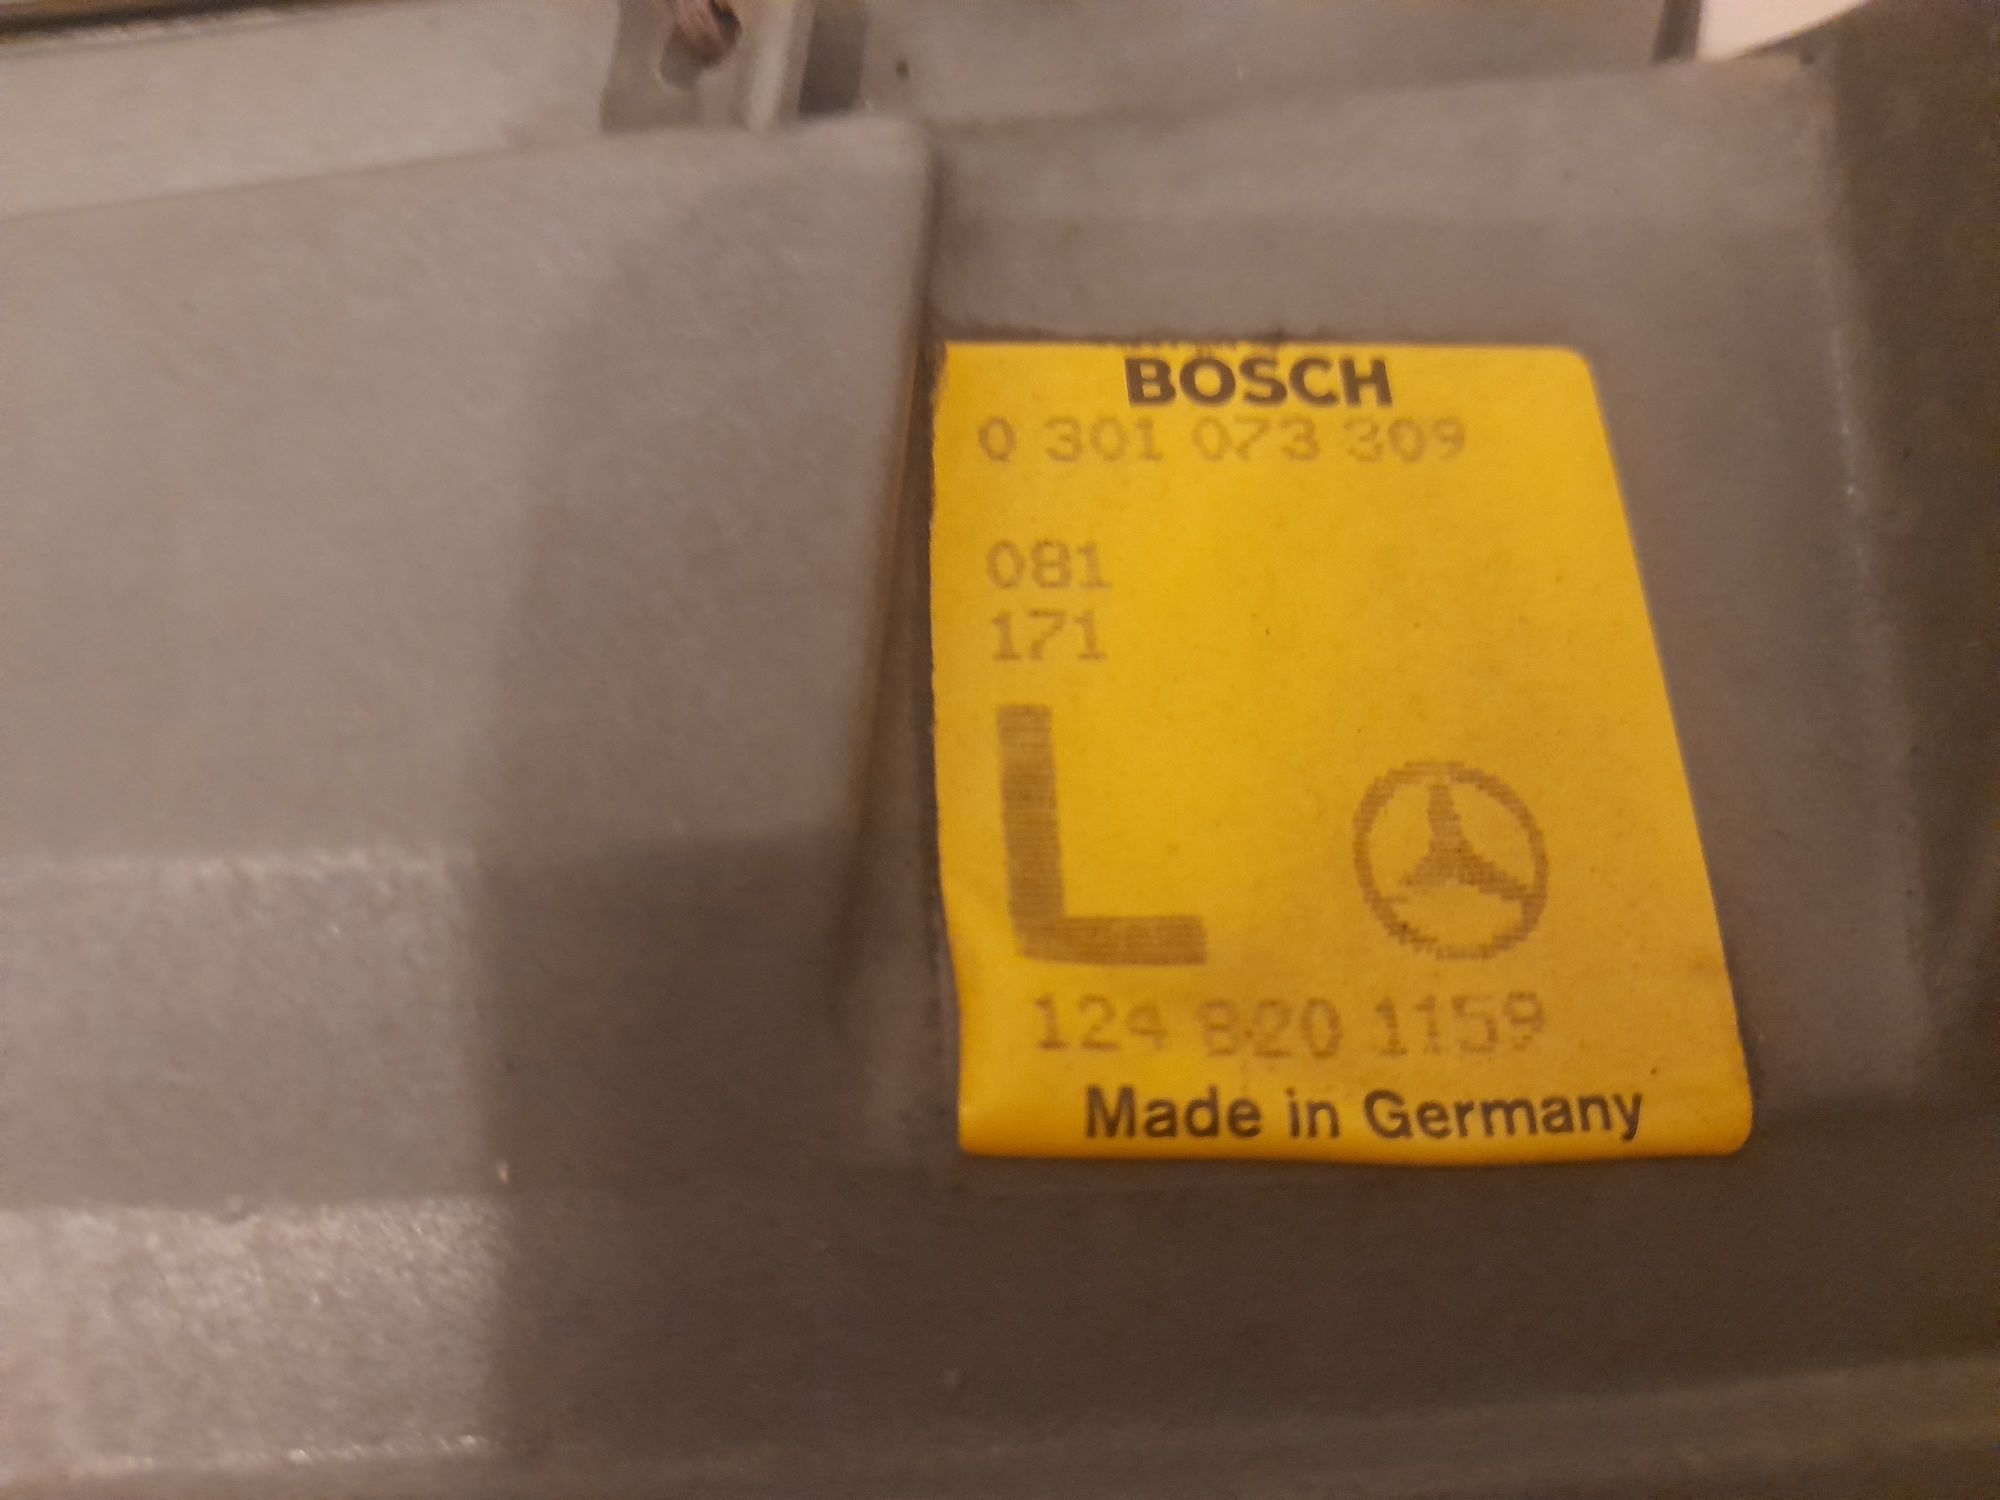 BOSCH
0 301 073 309
081
171
L
124 820 1159
Made in Germany